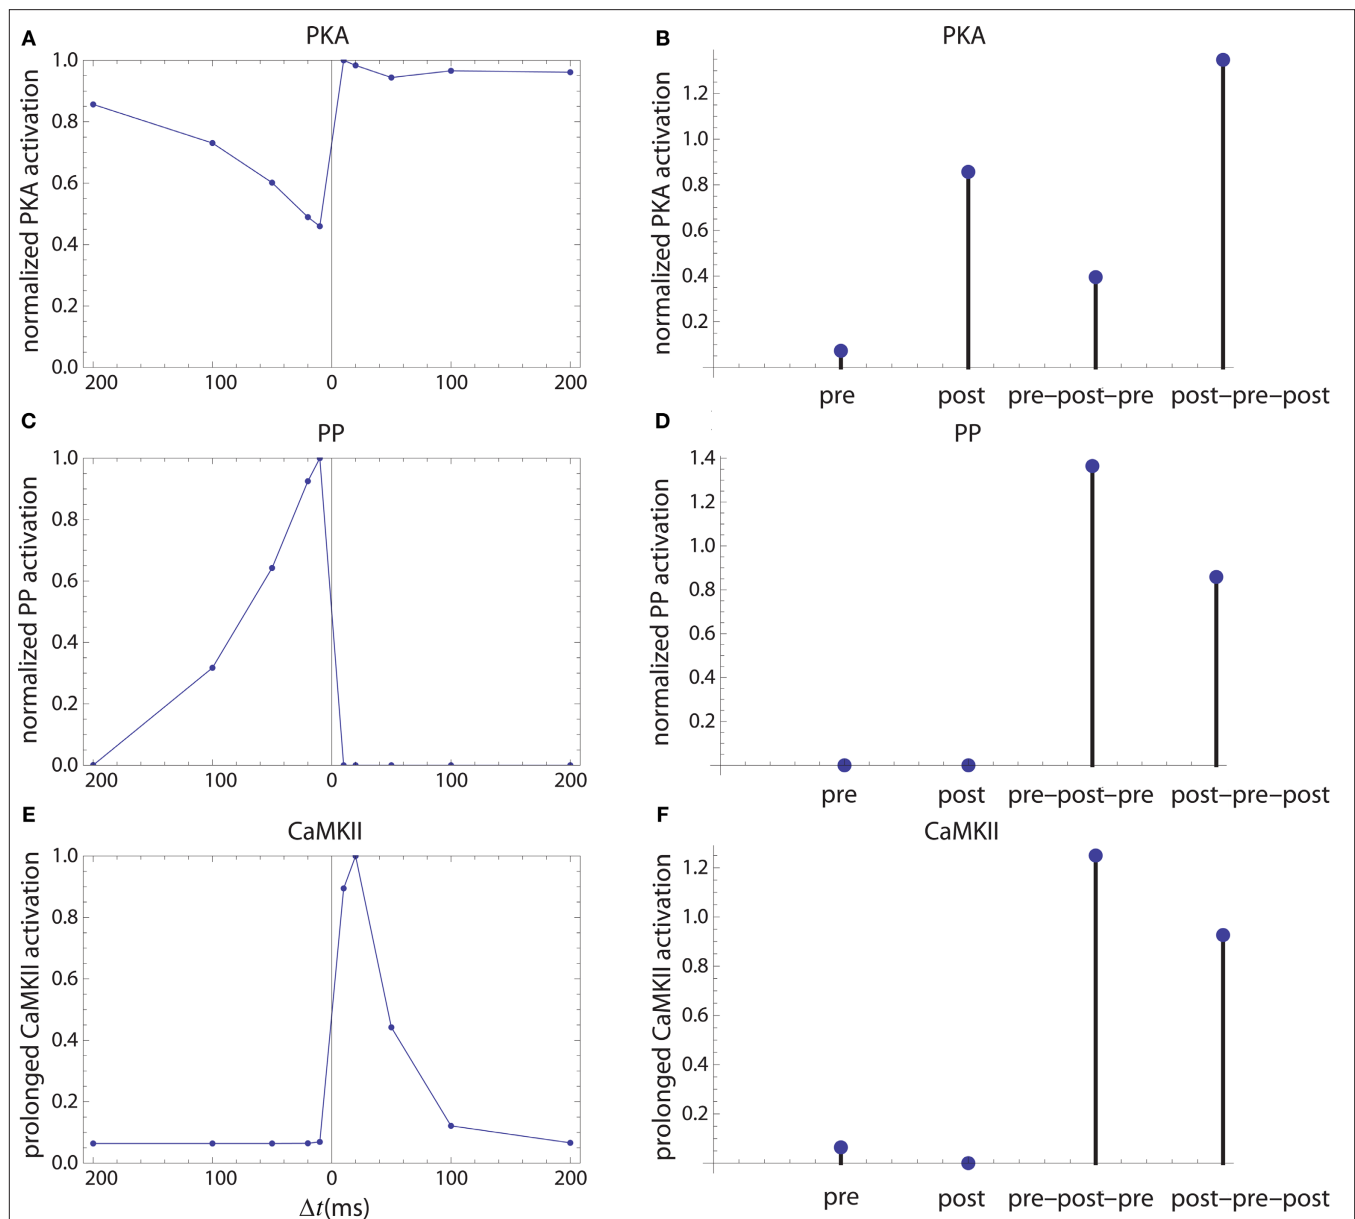 A
PKA
normalized PKA activation
1.0
0.8
0.6
0.4
0.2
0.0
200 100 0 100 200
B
PKA
normalized PKA activation
1.2
1.0
0.8
0.6
0.4
0.2
pre post pre–post–pre post–pre–post
C
PP
normalized PP activation
1.0
0.8
0.6
0.4
0.2
0.0
200 100 0 100 200
D
PP
normalized PP activation
1.4
1.2
1.0
0.8
0.6
0.4
0.2
pre post pre–post–pre post–pre–post
E
CaMKII
prolonged CaMKII activation
1.0
0.8
0.6
0.4
0.2
0.0
200 100 0 100 200
Δt(ms)
F
CaMKII
prolonged CaMKII activation
1.2
1.0
0.8
0.6
0.4
0.2
pre post pre–post–pre post–pre–post